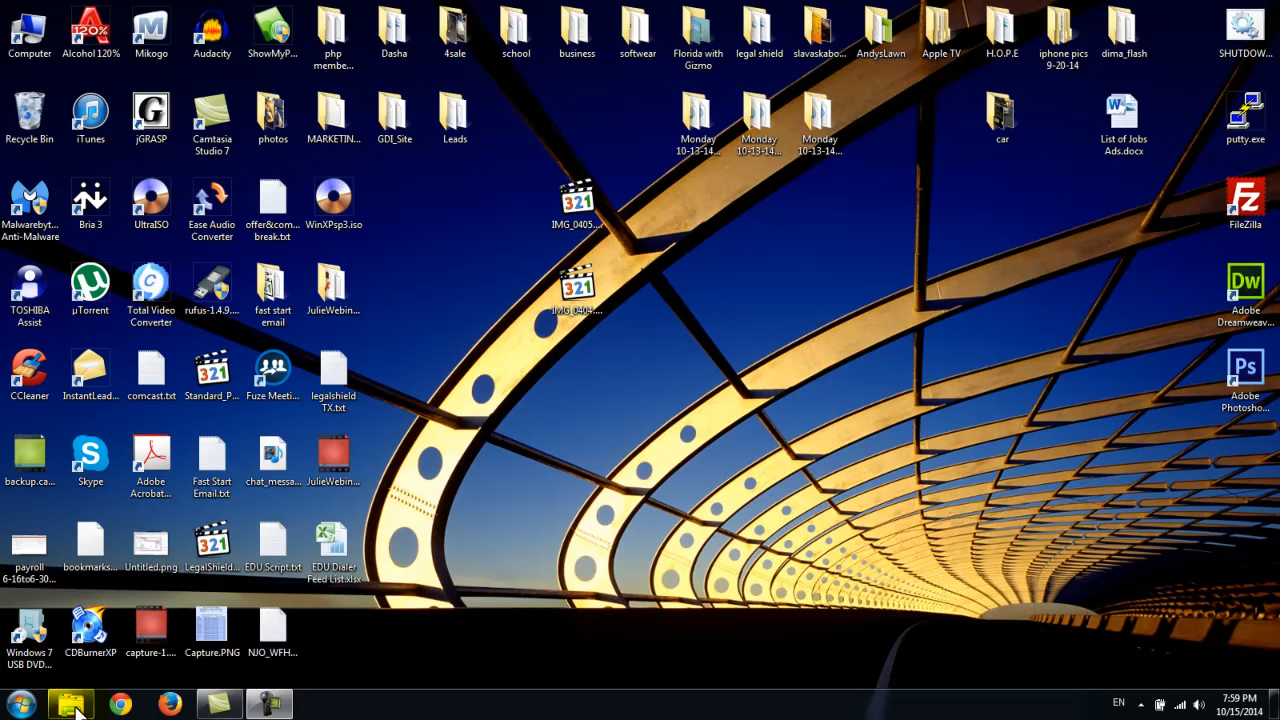 Computer
Alcohol 120%
Mikogo
Audacity
ShowMyP...
php
membe...
Dasha
4sale
school
business
softwear
Florida with
Gizmo
legal shield
slavaskabo...
AndysLawn
Apple TV
H.O.P.E
iphone pics
9-20-14
dima_flash
SHUTDOW...
Recycle Bin
iTunes
jGRASP
Camtasia
Studio 7
photos
MARKETIN...
GDI_Site
Leads
Monday
10-13-14...
Monday
10-13-14...
Monday
10-13-14...
car
List of Jobs
Ads.docx
putty.exe
Malwarebyt...
Anti-Malware
Bria 3
UltraISO
Ease Audio
Converter
offer&com...
break.txt
WinXPsp3.iso
321
IMG_0405....
FileZilla
TOSHIBA
Assist
µTorrent
Total Video
Converter
rufus-1.4.9....
fast start
email
JulieWebin...
321
IMG_0404....
Dw
Adobe
Dreamweav...
CCleaner
InstantLead...
comcast.txt
321
Standard_P...
Fuze Meeti...
legalshield
TX.txt
Ps
Adobe
Photosho...
backup.ca...
Skype
Adobe
Acrobat...
Fast Start
Email.txt
chat_messa...
JulieWebin...
payroll
6-16to6-30...
bookmarks...
Untitled.png
321
LegalShield...
EDU Script.txt
EDU Dialer
Feed List.xlsx
Windows 7
USB DVD...
CDBurnerXP
capture-1....
Capture.PNG
NJO_WFH...
EN
7:59 PM
10/15/2014